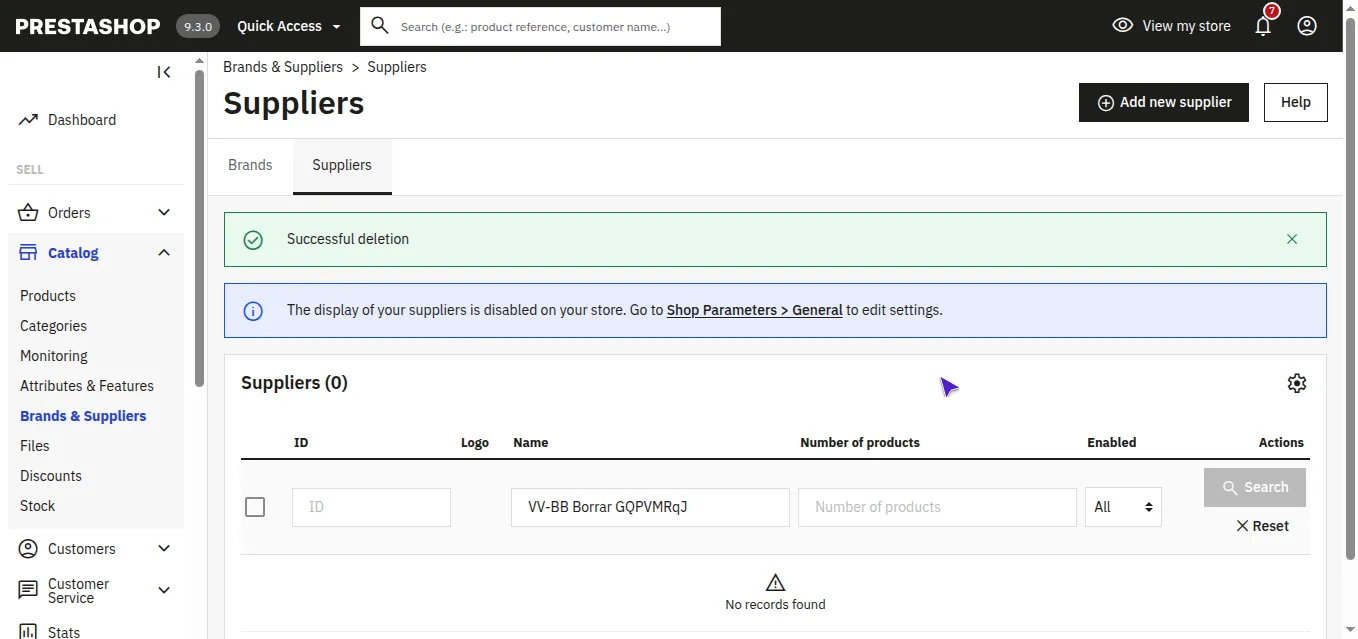 PRESTASHOP 9.3.0 Quick Access Search (e.g.: product reference, customer name...) View my store 7
Brands & Suppliers > Suppliers
Suppliers
Add new supplier Help
Dashboard
SELL
Orders
Catalog
Products
Categories
Monitoring
Attributes & Features
Brands & Suppliers
Files
Discounts
Stock
Customers
Customer
Service
Stats
Brands Suppliers
Successful deletion
The display of your suppliers is disabled on your store. Go to Shop Parameters > General to edit settings.
Suppliers (0)
ID Logo Name Number of products Enabled Actions
ID VV-BB Borrar GQPVMRqJ Number of products All Search
Reset
No records found